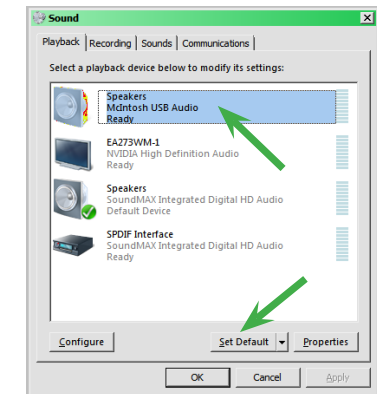 Sound
Playback Recording Sounds Communications
Select a playback device below to modify its settings:
Speakers
McIntosh USB Audio
Ready
EA273WM-1
NVIDIA High Definition Audio
Ready
Speakers
SoundMAX Integrated Digital HD Audio
Default Device
SPDIF Interface
SoundMAX Integrated Digital HD Audio
Ready
Configure Set Default Properties
OK Cancel Apply